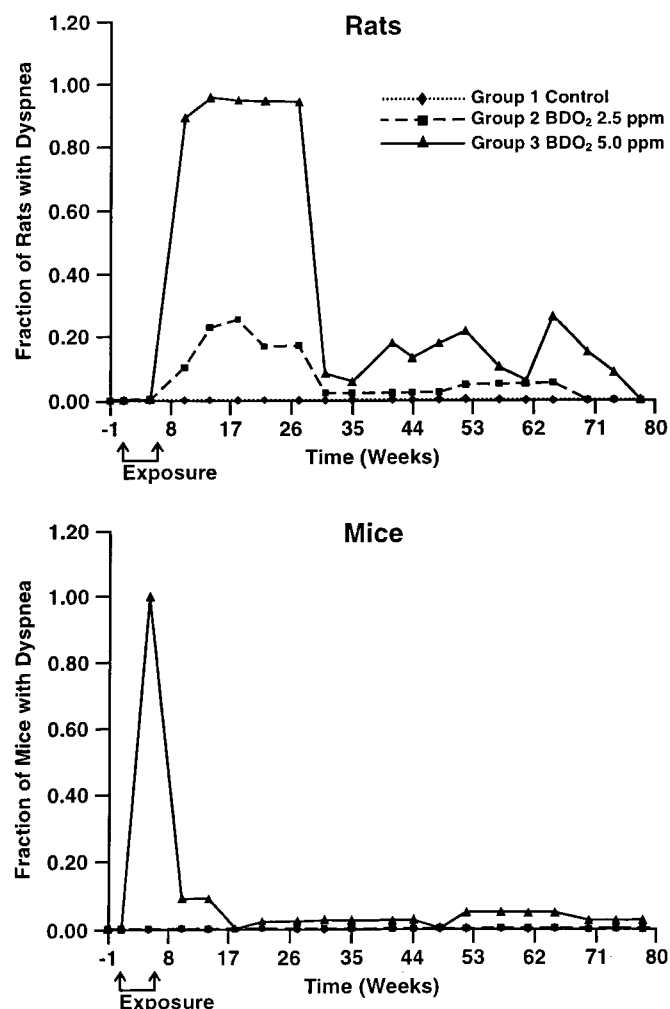 Rats
1.20
1.00
0.80
0.60
0.40
0.20
0.00
Fraction of Rats with Dyspnea
Group 1 Control
Group 2 BDO₂ 2.5 ppm
Group 3 BDO₂ 5.0 ppm
-1 8 17 26 35 44 53 62 71 80
Time (Weeks)
Exposure
Mice
1.20
1.00
0.80
0.60
0.40
0.20
0.00
Fraction of Mice with Dyspnea
-1 8 17 26 35 44 53 62 71 80
Time (Weeks)
Exposure